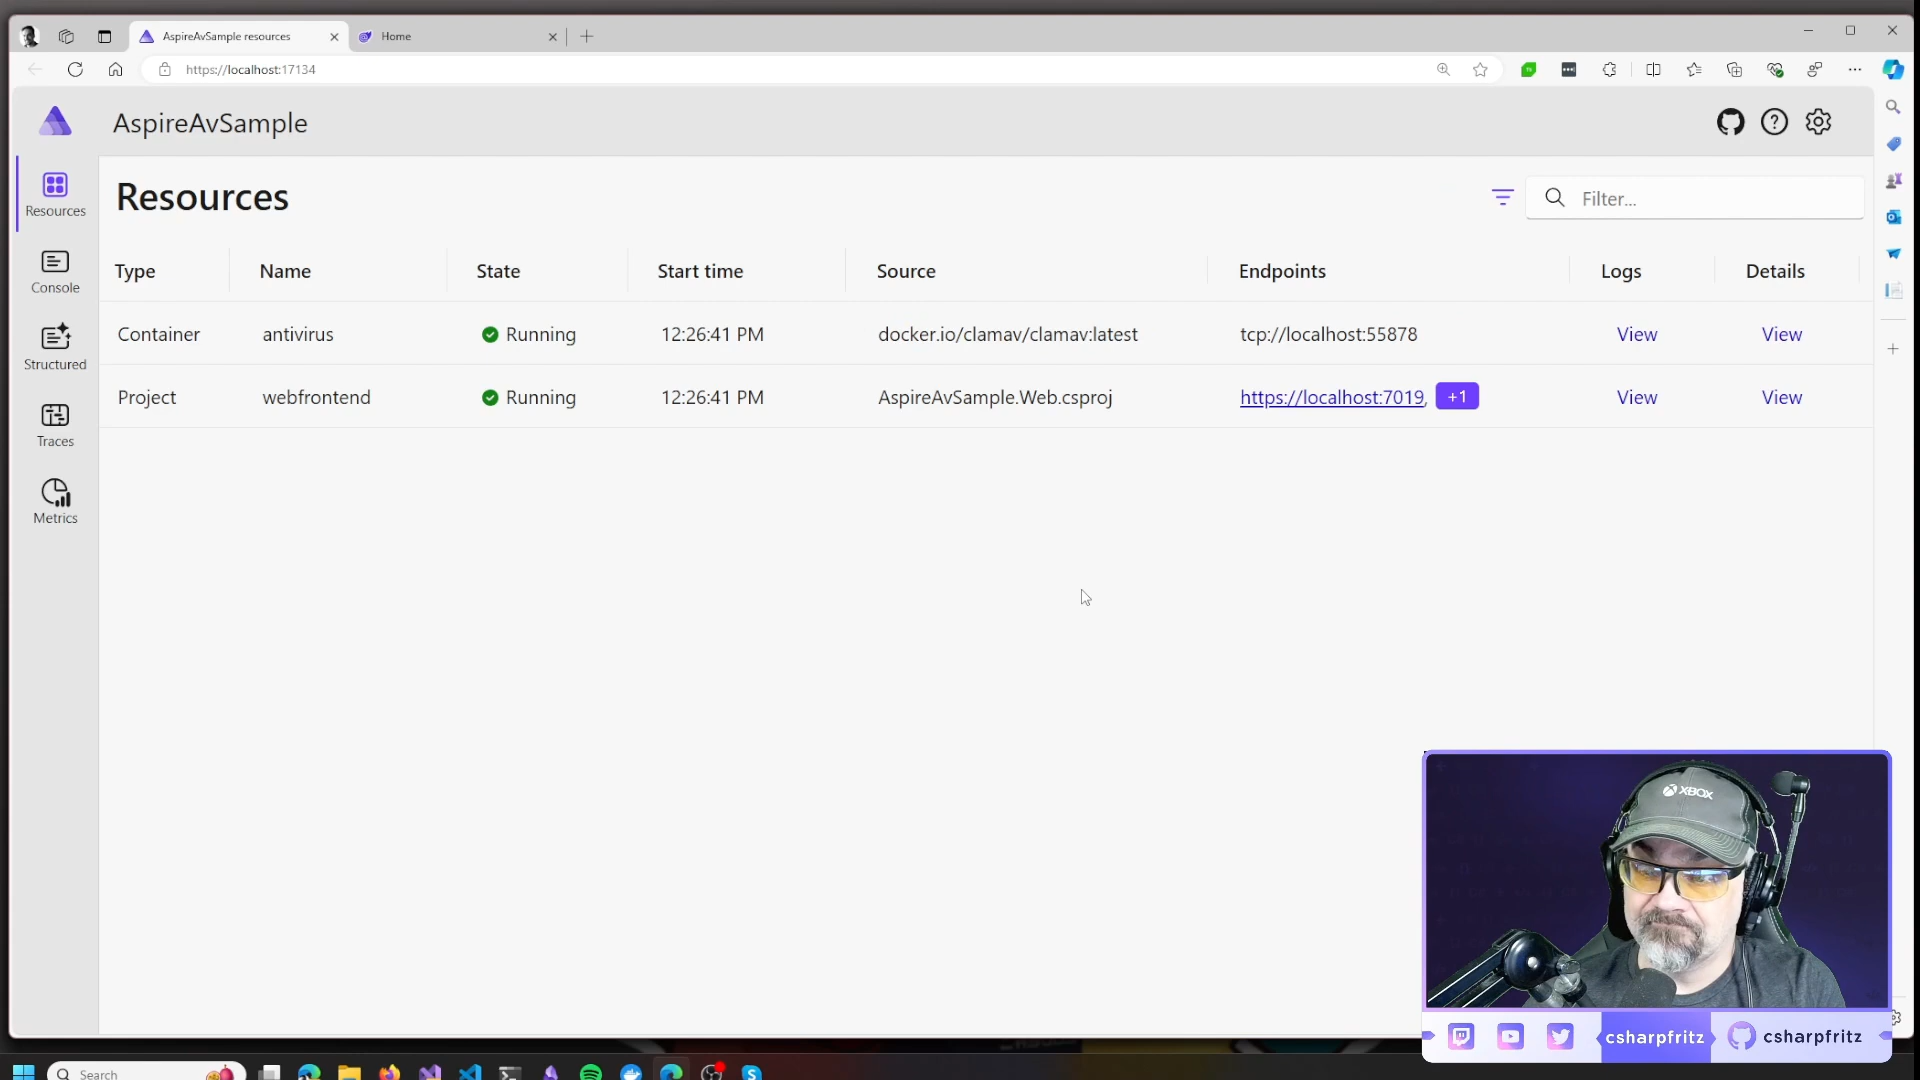 AspireAvSample resources
Home
https://localhost:17134
AspireAvSample
Resources
Filter...
Resources
Console
Structured
Traces
Metrics
Type Name State Start time Source Endpoints Logs Details
Container antivirus Running 12:26:41 PM docker.io/clamav/clamav:latest tcp://localhost:55878 View View
Project webfrontend Running 12:26:41 PM AspireAvSample.Web.csproj https://localhost:7019, +1 View View
XBOX
csharpfritz csharpfritz
Search